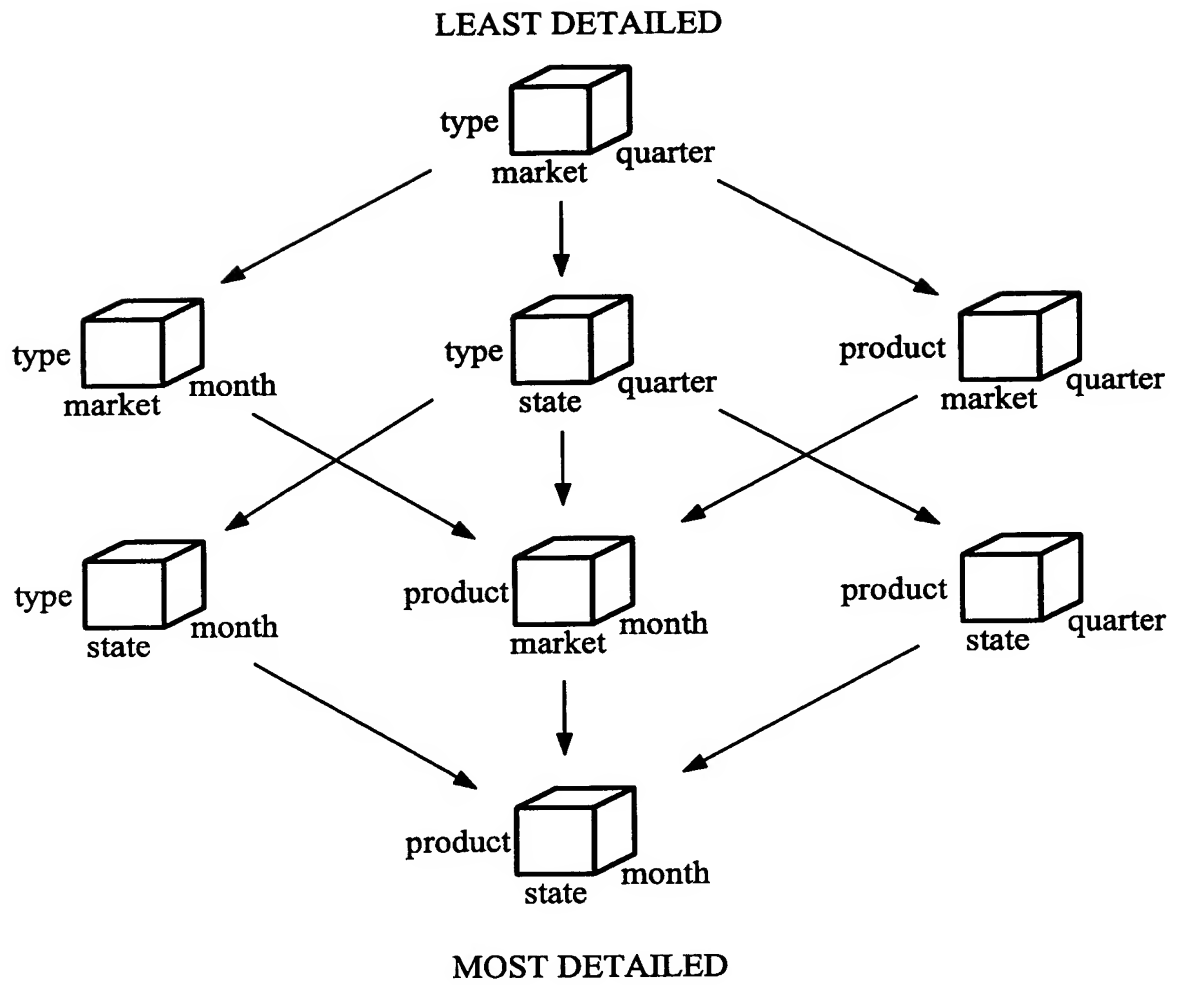 LEAST DETAILED
type
quarter
market
type
month
market
type
quarter
state
product
quarter
market
type
month
state
product
month
market
product
quarter
state
product
month
state
MOST DETAILED